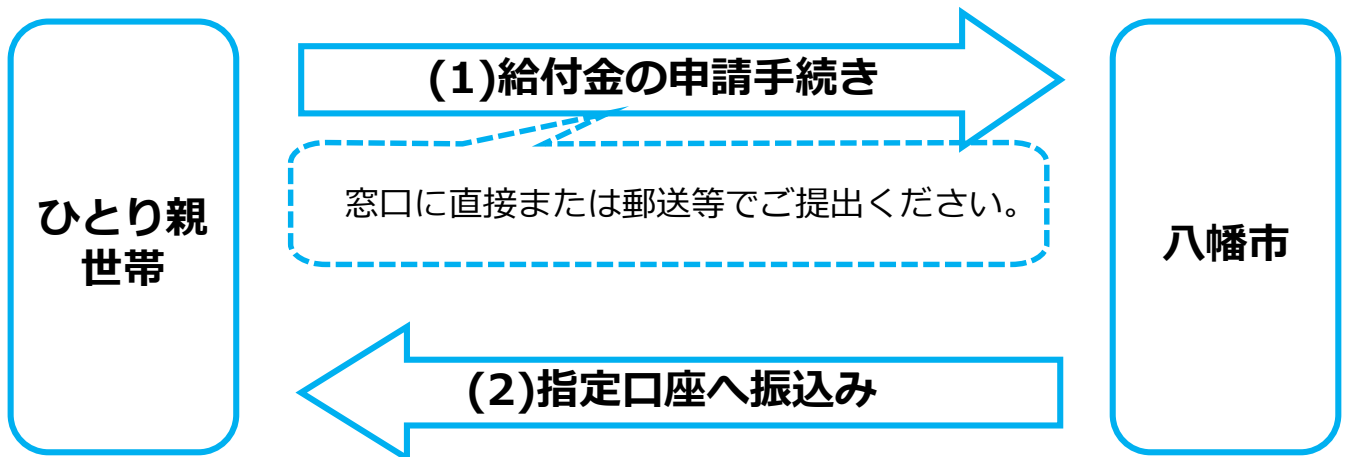 ひとり親
世帯
(1)給付金の申請手続き
窓口に直接または郵送等でご提出ください。
(2)指定口座へ振込み
八幡市